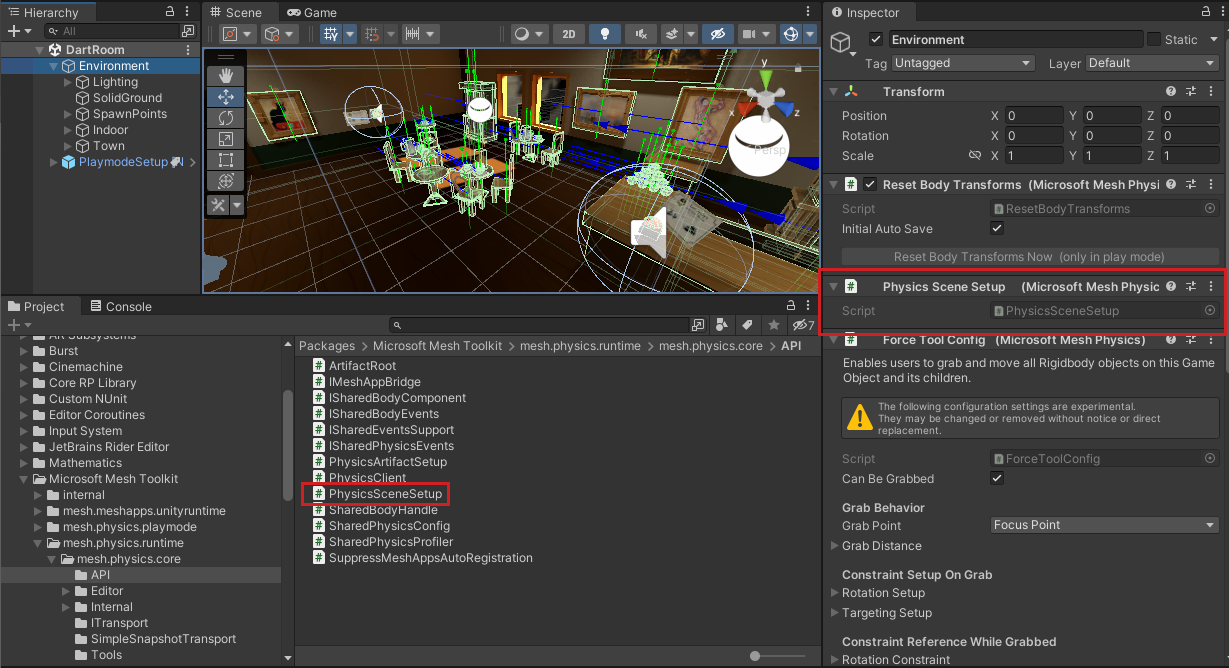 Hierarchy
All
DartRoom
Environment
Lighting
SolidGround
SpawnPoints
Indoor
Town
PlaymodeSetup
Scene
Game
2D
y
x
z
Persp
Project
Console
7
AR Subsystems
Burst
Cinemachine
Core RP Library
Custom NUnit
Editor Coroutines
Input System
JetBrains Rider Editor
Mathematics
Microsoft Mesh Toolkit
internal
mesh.meshapps.unityruntime
mesh.physics.playmode
mesh.physics.runtime
mesh.physics.core
API
Editor
Internal
ITransport
SimpleSnapshotTransport
Tools
Packages > Microsoft Mesh Toolkit > mesh.physics.runtime > mesh.physics.core > API
ArtifactRoot
IMeshAppBridge
ISharedBodyComponent
ISharedBodyEvents
ISharedEventsSupport
ISharedPhysicsEvents
PhysicsArtifactSetup
PhysicsClient
PhysicsSceneSetup
SharedBodyHandle
SharedPhysicsConfig
SharedPhysicsProfiler
SuppressMeshAppsAutoRegistration
Inspector
Environment Static
Tag Untagged Layer Default
Transform
Position X 0 Y 0 Z 0
Rotation X 0 Y 0 Z 0
Scale X 1 Y 1 Z 1
# Reset Body Transforms (Microsoft Mesh Physi
Script ResetBodyTransforms
Initial Auto Save
Reset Body Transforms Now (only in play mode)
# Physics Scene Setup (Microsoft Mesh Physic
Script PhysicsSceneSetup
# Force Tool Config (Microsoft Mesh Physics)
Enables users to grab and move all Rigidbody objects on this Game
Object and its children.
The following configuration settings are experimental.
They may be changed or removed without notice or direct
replacement.
Script ForceToolConfig
Can Be Grabbed
Grab Behavior
Grab Point Focus Point
Grab Distance
Constraint Setup On Grab
Rotation Setup
Targeting Setup
Constraint Reference While Grabbed
Rotation Constraint